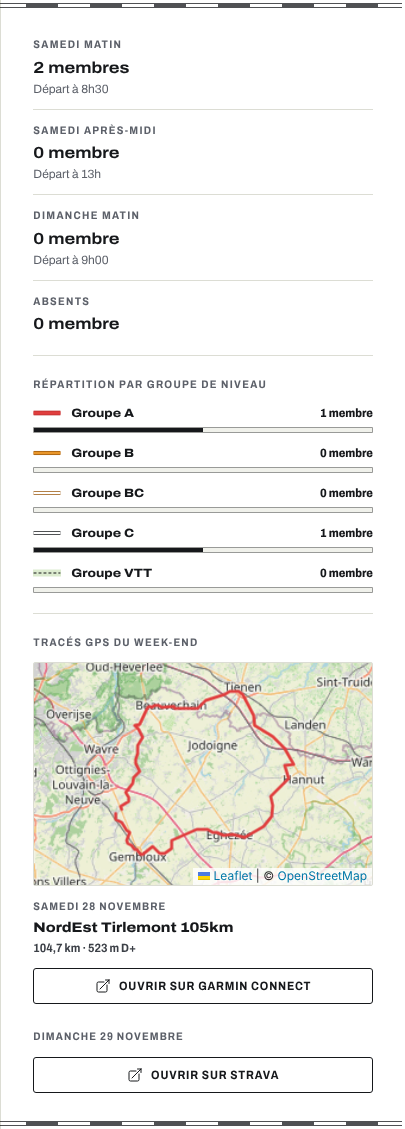 SAMEDI MATIN
2 membres
Départ à 8h30
SAMEDI APRÈS-MIDI
0 membre
Départ à 13h
DIMANCHE MATIN
0 membre
Départ à 9h00
ABSENTS
0 membre
RÉPARTITION PAR GROUPE DE NIVEAU
Groupe A 1 membre
Groupe B 0 membre
Groupe BC 0 membre
Groupe C 1 membre
Groupe VTT 0 membre
TRACÉS GPS DU WEEK-END
Oud-Heverlee
Tienen
Sint-Truide
Beauvechain
Overijse
Landen
Wavre
Jodoigne
War
Ottignies-
Louvain-la-
Neuve
Hannut
Eghezée
Gembloux
ns Villers
Leaflet | © OpenStreetMap
SAMEDI 28 NOVEMBRE
NordEst Tirlemont 105km
104,7 km · 523 m D+
OUVRIR SUR GARMIN CONNECT
DIMANCHE 29 NOVEMBRE
OUVRIR SUR STRAVA